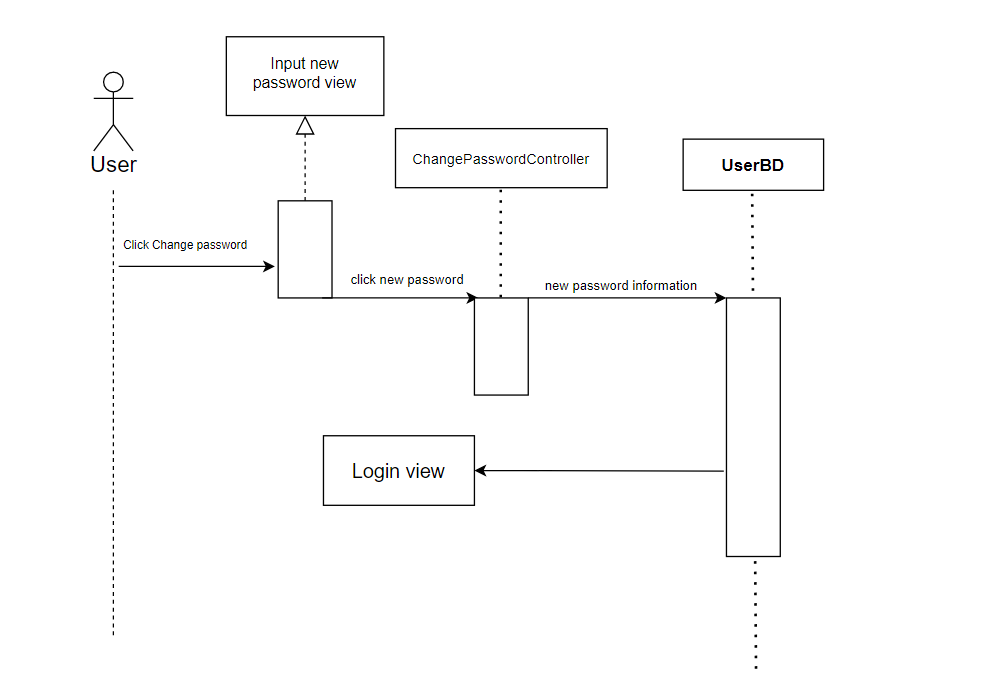 Input new
password view
User
ChangePasswordController
UserBD
Click Change password
click new password
new password information
Login view